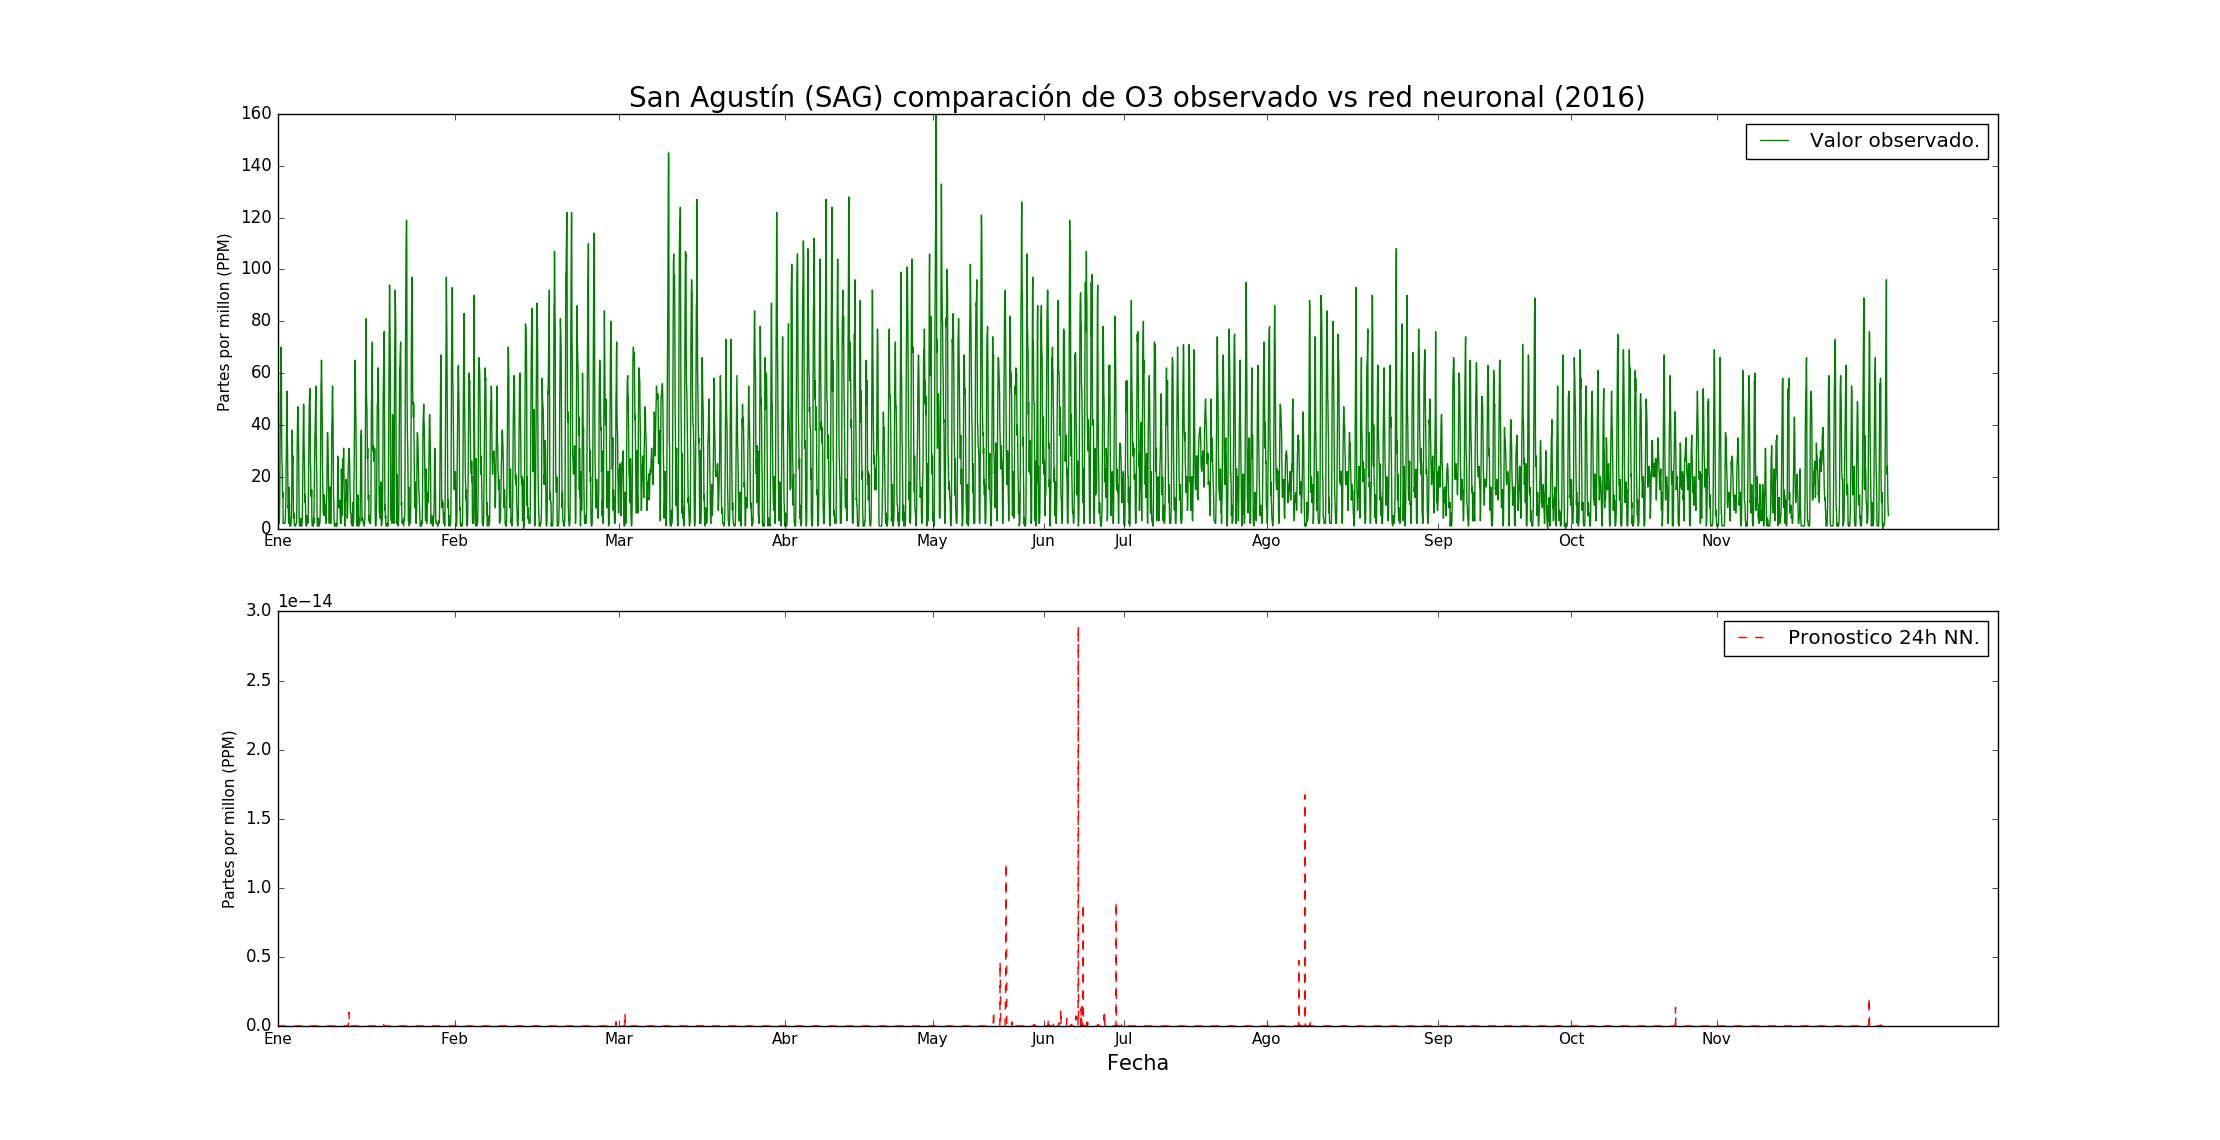 San Agustín (SAG) comparación de O3 observado vs red neuronal (2016)
160
140
120
100
80
60
40
20
0
Partes por millon (PPM)
Valor observado.
Ene Feb Mar Abr May Jun Jul Ago Sep Oct Nov
1e−14
3.0
2.5
2.0
1.5
1.0
0.5
0.0
Partes por millon (PPM)
Pronostico 24h NN.
Ene Feb Mar Abr May Jun Jul Ago Sep Oct Nov
Fecha